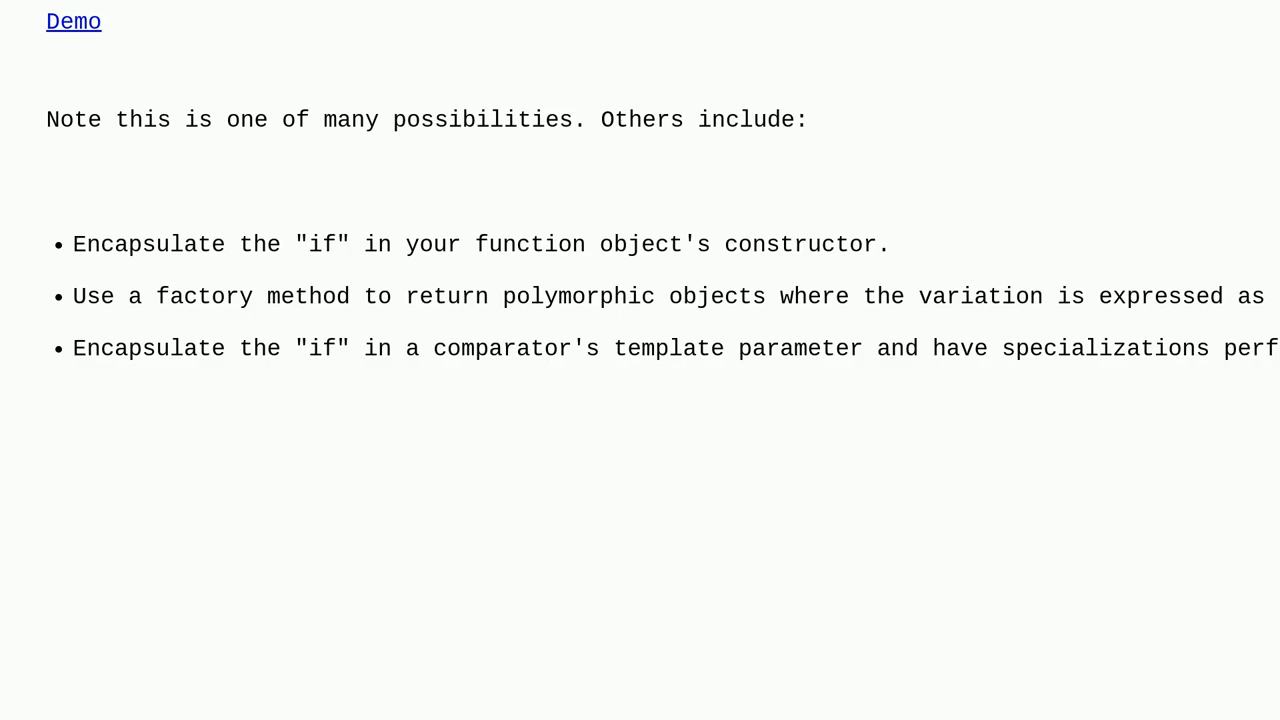 Demo
Note this is one of many possibilities. Others include:
Encapsulate the "if" in your function object's constructor.
Use a factory method to return polymorphic objects where the variation is expressed as
Encapsulate the "if" in a comparator's template parameter and have specializations perf